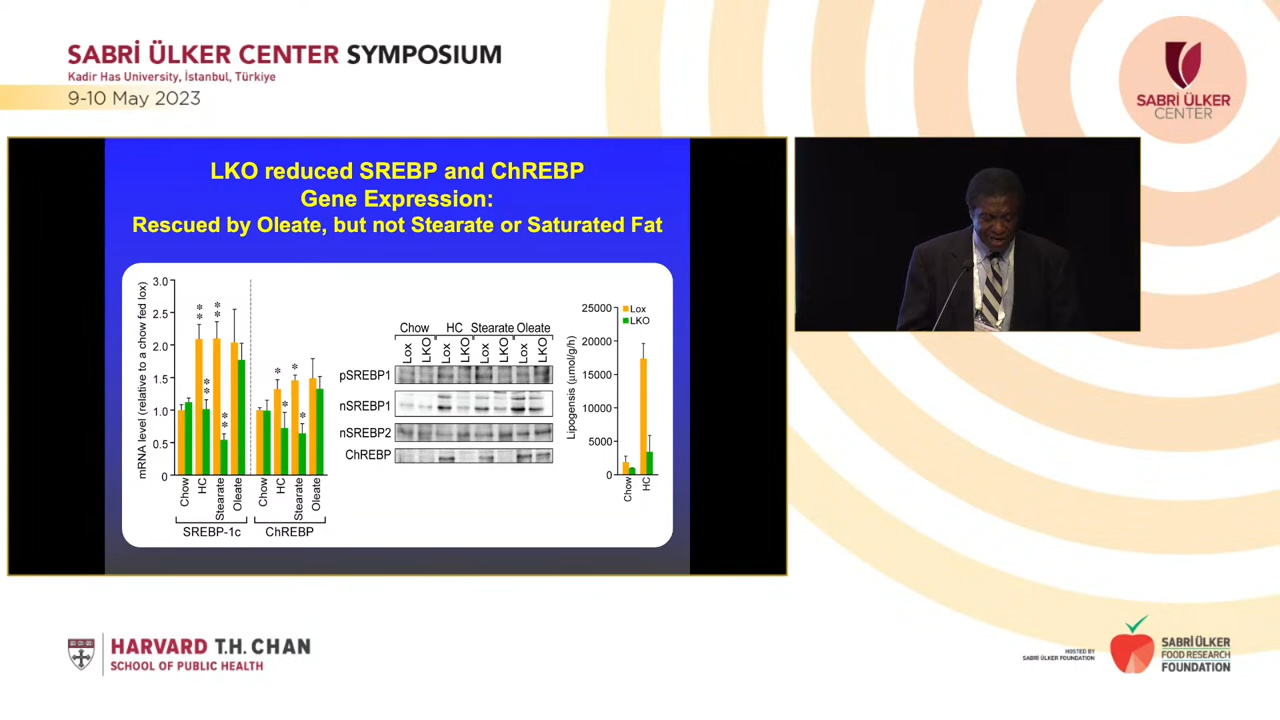 SABRİ ÜLKER CENTER SYMPOSIUM
Kadir Has University, İstanbul, Türkiye
9-10 May 2023
SABRİ ÜLKER
CENTER
LKO reduced SREBP and ChREBP
Gene Expression:
Rescued by Oleate, but not Stearate or Saturated Fat
mRNA level (relative to a chow fed lox)
3.0
2.5
2.0
1.5
1.0
0.5
0
** ** ** ** * * * *
Chow HC Stearate Oleate Chow HC Stearate Oleate
SREBP-1c ChREBP
Chow HC Stearate Oleate
Lox LKO Lox LKO Lox LKO Lox LKO
pSREBP1
nSREBP1
nSREBP2
ChREBP
Lipogensis (μmol/g/h)
25000
20000
15000
10000
5000
0
Lox
LKO
Chow HC
HARVARD T.H. CHAN
SCHOOL OF PUBLIC HEALTH
HOSTED BY
SABRI ÜLKER FOUNDATION
SABRİ ÜLKER
FOOD RESEARCH
FOUNDATION